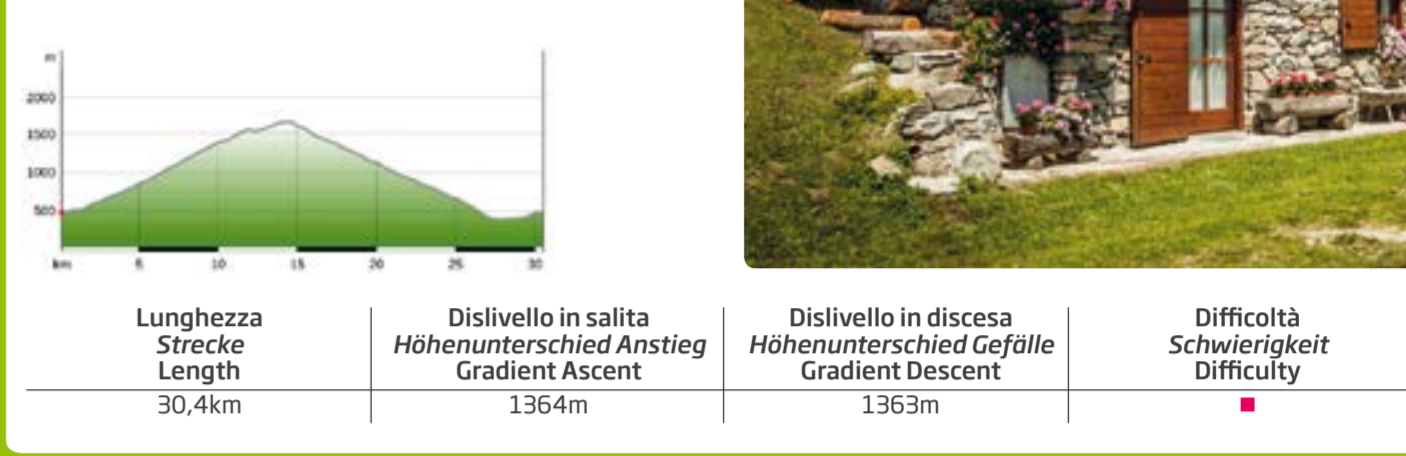 m
2000
1500
1000
500
km 5 10 15 20 25 30
Lunghezza
Strecke
Length
Dislivello in salita
Höhenunterschied Anstieg
Gradient Ascent
Dislivello in discesa
Höhenunterschied Gefälle
Gradient Descent
Difficoltà
Schwierigkeit
Difficulty
30,4km
1364m
1363m